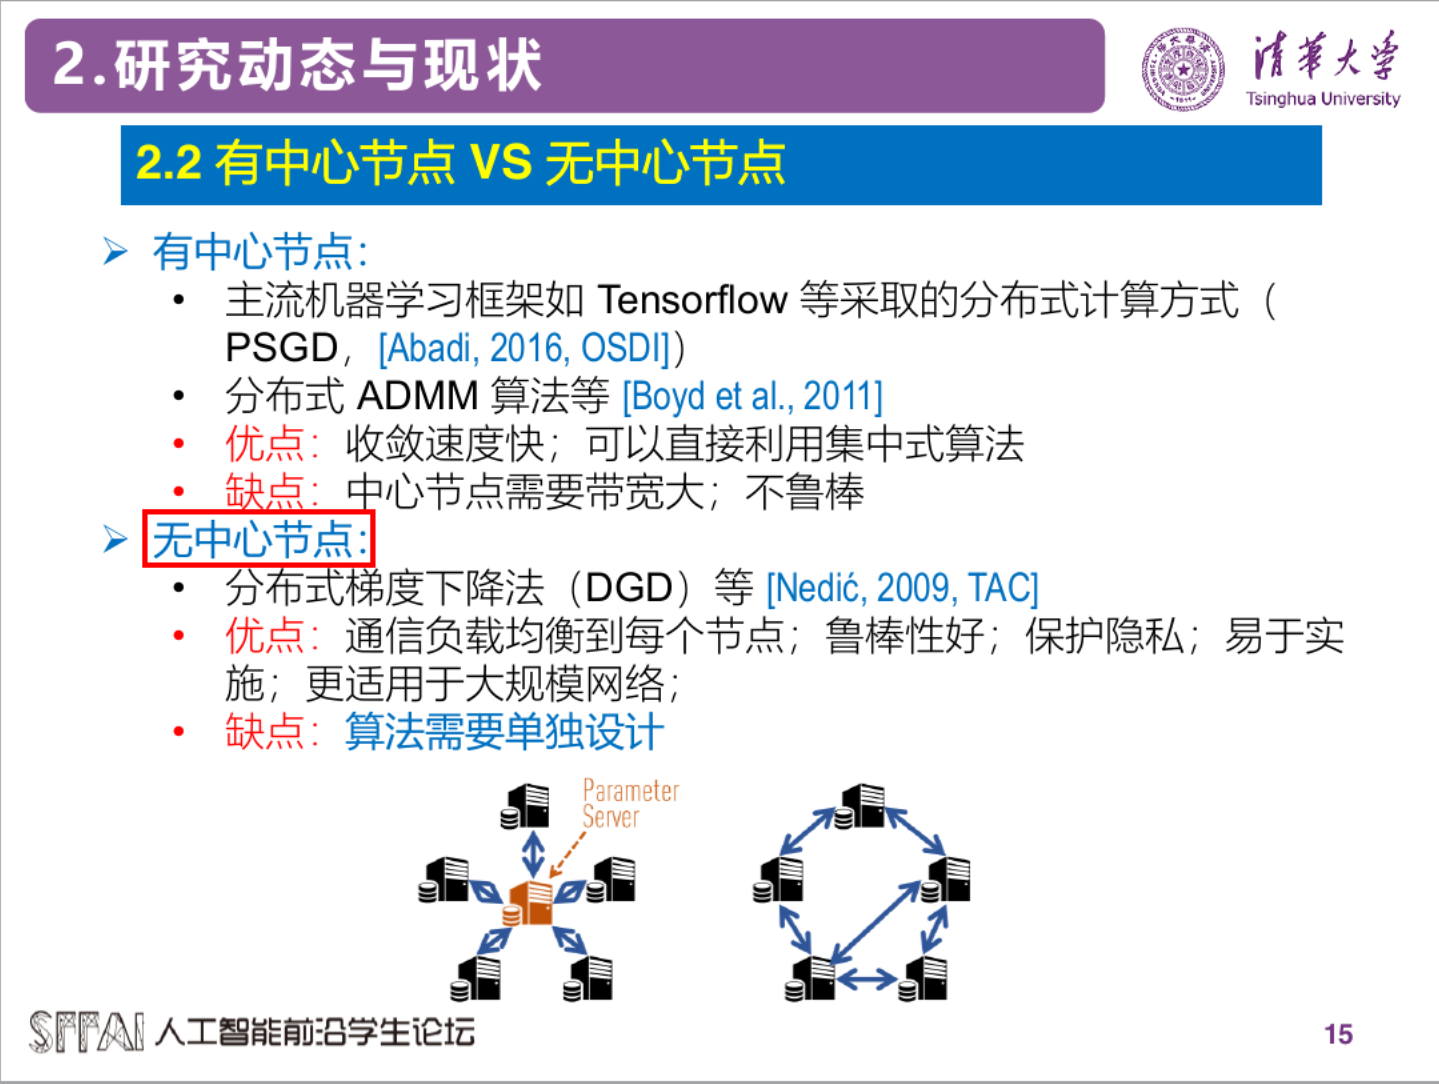 2.研究动态与现状
清华大学
Tsinghua University
2.2 有中心节点 VS 无中心节点
➢ 有中心节点：
• 主流机器学习框架如 Tensorflow 等采取的分布式计算方式（
PSGD，[Abadi, 2016, OSDI]）
• 分布式 ADMM 算法等 [Boyd et al., 2011]
• 优点：收敛速度快；可以直接利用集中式算法
• 缺点：中心节点需要带宽大；不鲁棒
➢ 无中心节点：
• 分布式梯度下降法（DGD）等 [Nedić, 2009, TAC]
• 优点：通信负载均衡到每个节点；鲁棒性好；保护隐私；易于实
施；更适用于大规模网络；
• 缺点：算法需要单独设计
Parameter
Server
SFFAI 人工智能前沿学生论坛
15